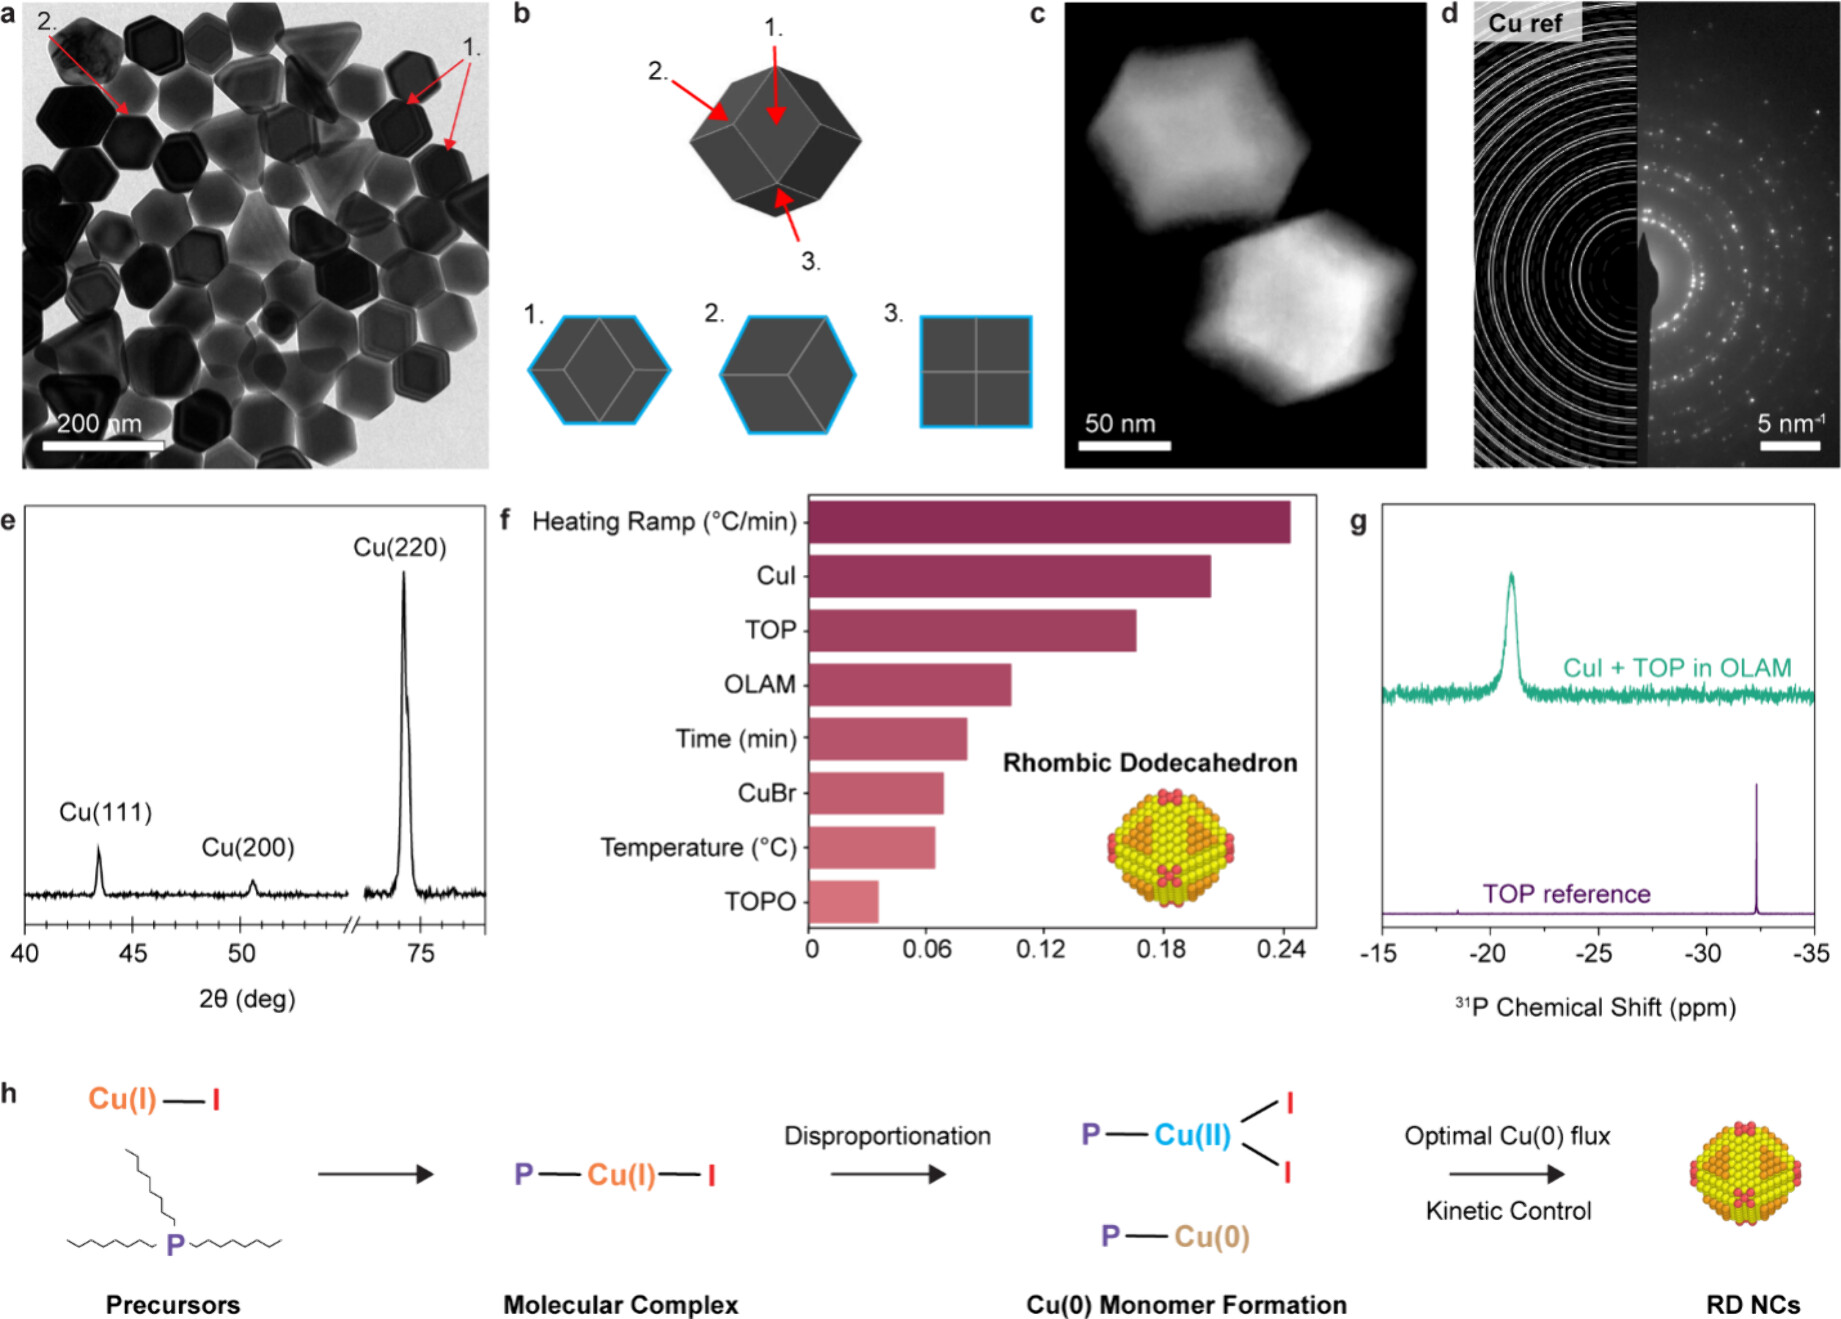 a
2.
1.
200 nm
b
1.
2.
3.
1.
2.
3.
c
50 nm
d
Cu ref
5 nm⁻¹
e
Cu(220)
Cu(111)
Cu(200)
40
45
50
75
2θ (deg)
f
Heating Ramp (°C/min)
CuI
TOP
OLAM
Time (min)
CuBr
Temperature (°C)
TOPO
Rhombic Dodecahedron
0
0.06
0.12
0.18
0.24
g
CuI + TOP in OLAM
TOP reference
-15
-20
-25
-30
-35
³¹P Chemical Shift (ppm)
h
Cu(I) — I
P
Precursors
P — Cu(I) — I
Molecular Complex
Disproportionation
I
P — Cu(II)
I
P — Cu(0)
Cu(0) Monomer Formation
Optimal Cu(0) flux
Kinetic Control
RD NCs